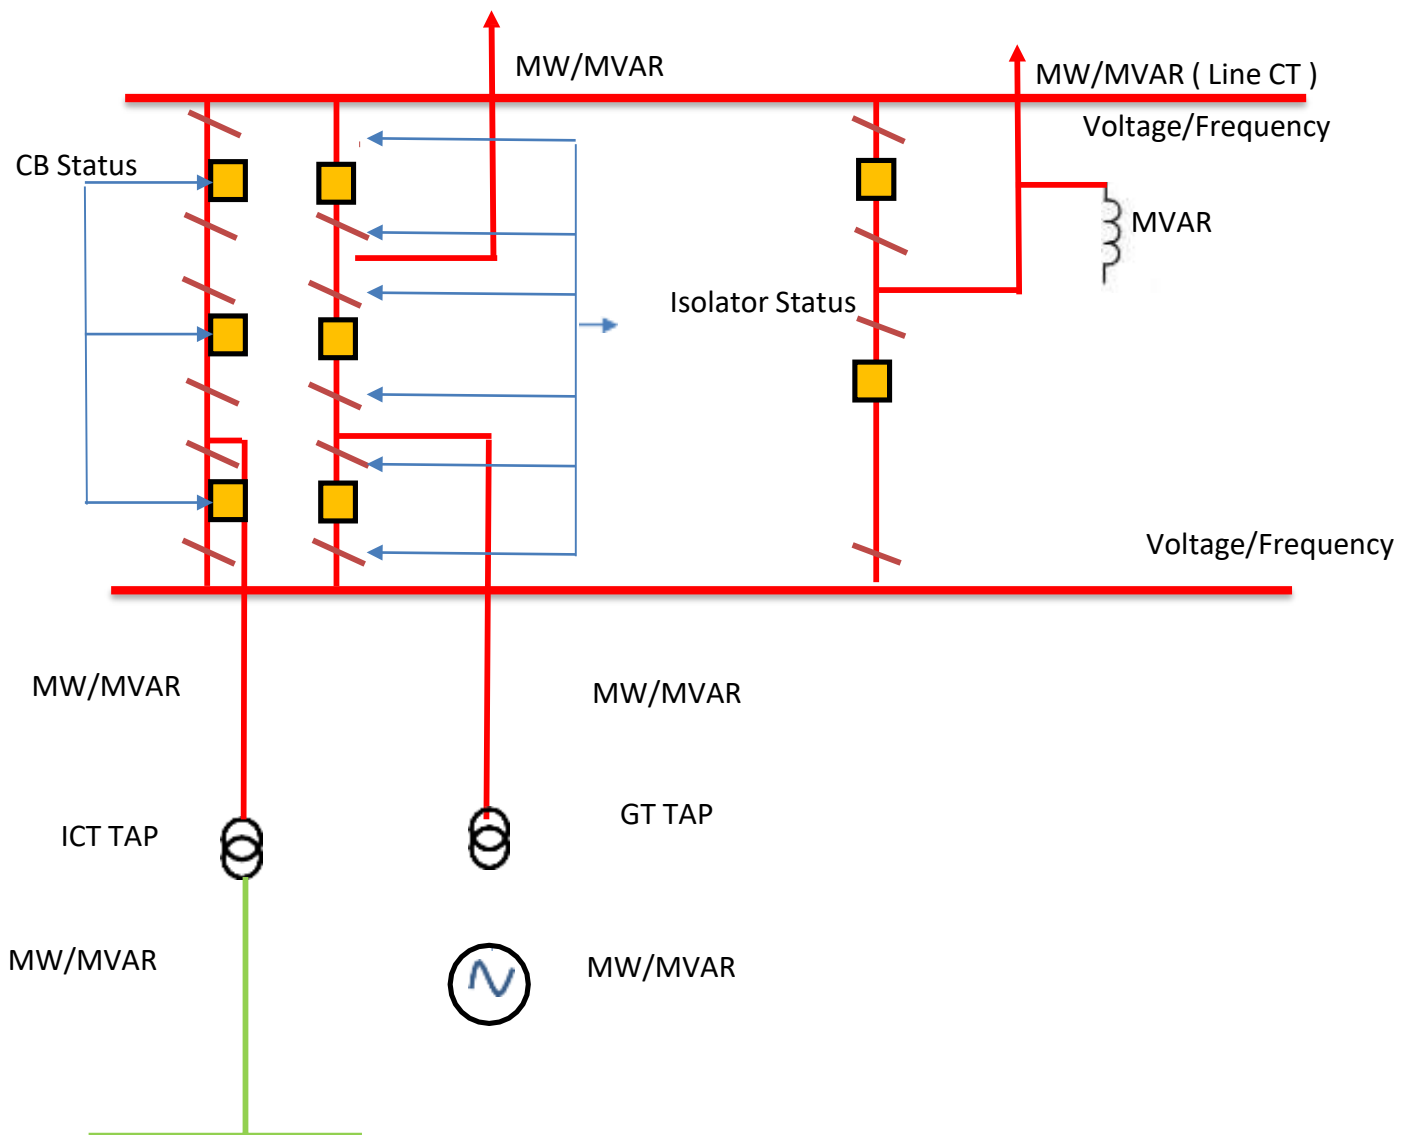 MW/MVAR
MW/MVAR ( Line CT )
Voltage/Frequency
CB Status
MVAR
Isolator Status
Voltage/Frequency
MW/MVAR
MW/MVAR
GT TAP
ICT TAP
MW/MVAR
MW/MVAR